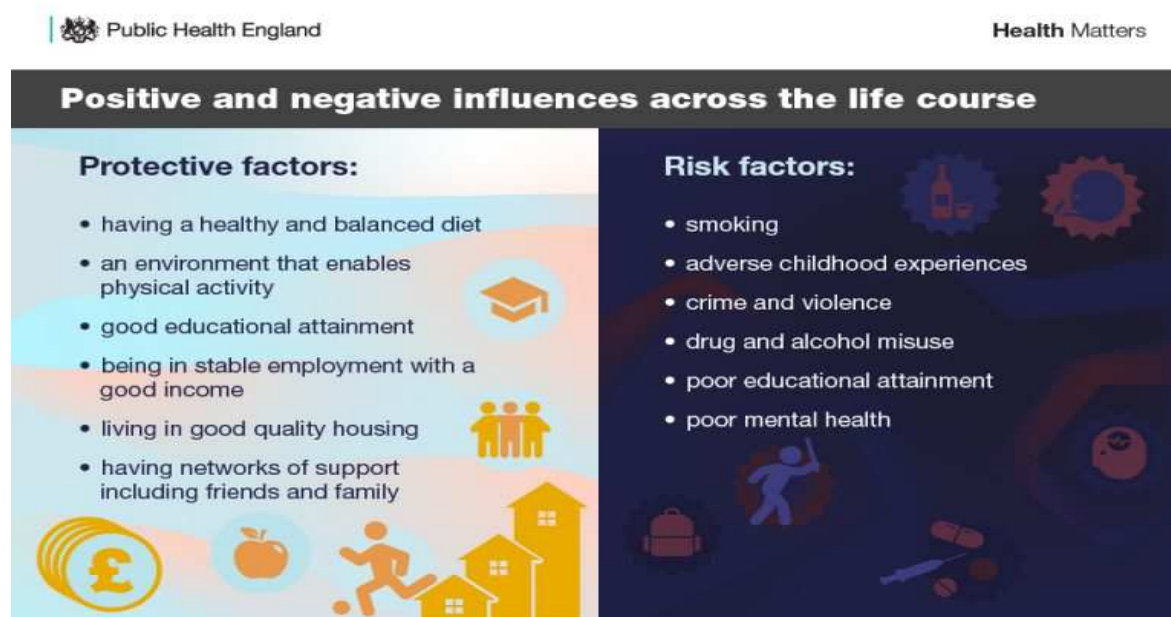 Public Health England
Health Matters
Positive and negative influences across the life course
Protective factors:
• having a healthy and balanced diet
• an environment that enables
physical activity
• good educational attainment
• being in stable employment with a
good income
• living in good quality housing
• having networks of support
including friends and family
£
Risk factors:
• smoking
• adverse childhood experiences
• crime and violence
• drug and alcohol misuse
• poor educational attainment
• poor mental health